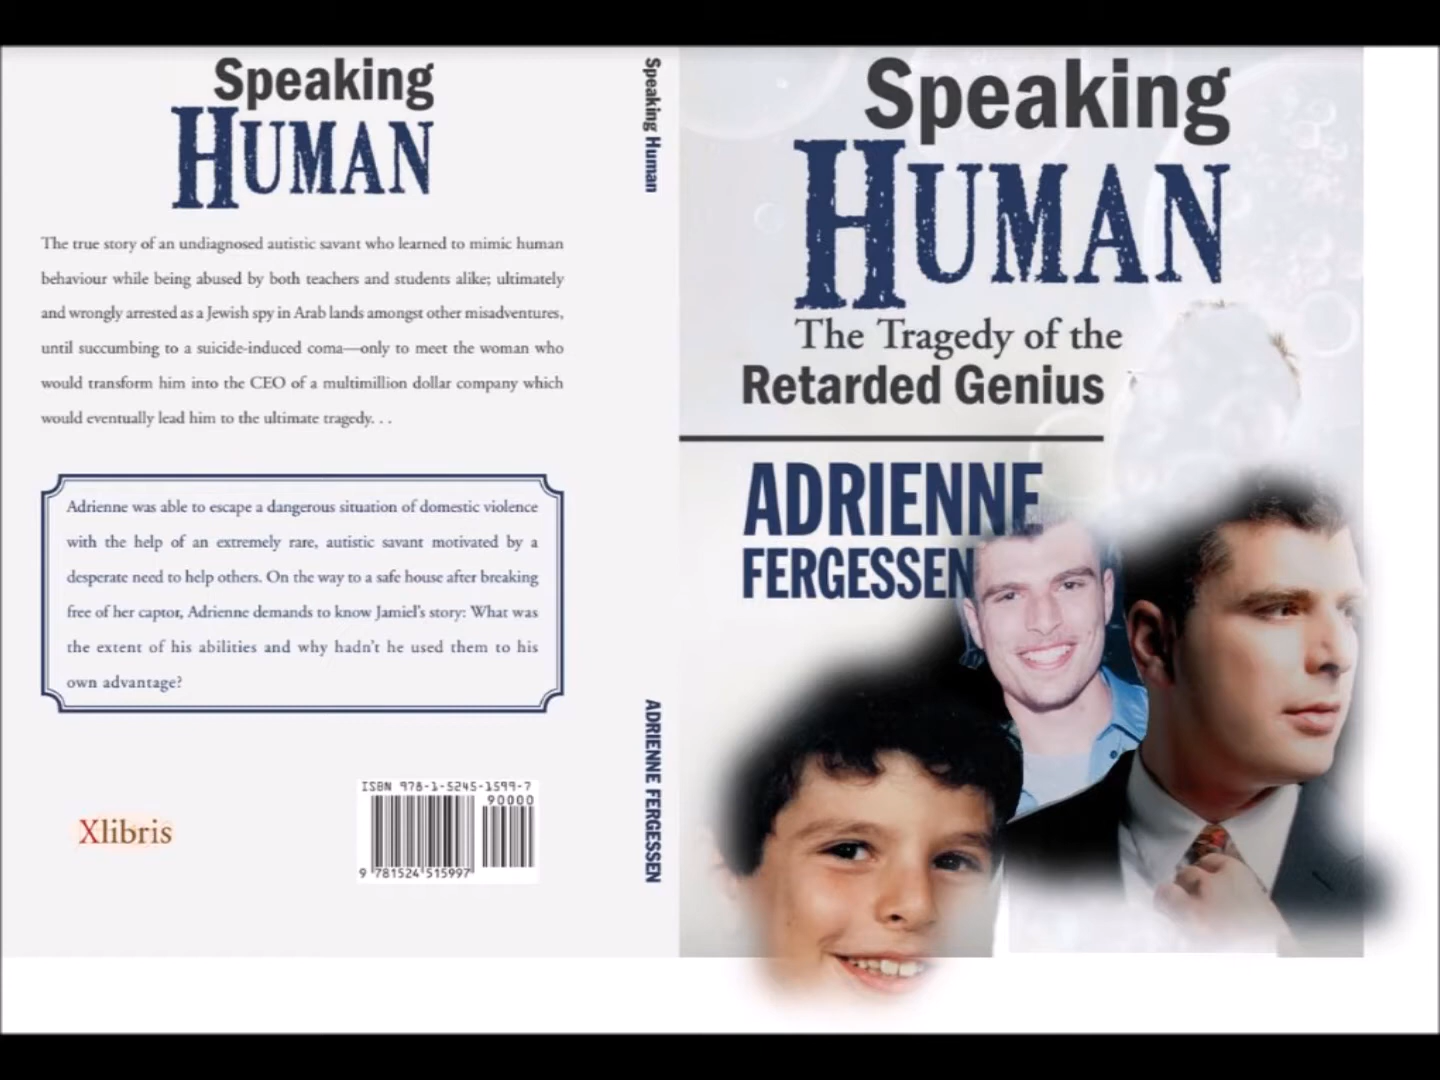 Speaking
HUMAN
The true story of an undiagnosed autistic savant who learned to mimic human
behaviour while being abused by both teachers and students alike; ultimately
and wrongly arrested as a Jewish spy in Arab lands amongst other misadventures,
until succumbing to a suicide-induced coma—only to meet the woman who
would transform him into the CEO of a multimillion dollar company which
would eventually lead him to the ultimate tragedy. . .
Adrienne was able to escape a dangerous situation of domestic violence
with the help of an extremely rare, autistic savant motivated by a
desperate need to help others. On the way to a safe house after breaking
free of her captor, Adrienne demands to know Jamiel's story: What was
the extent of his abilities and why hadn't he used them to his
own advantage?
Xlibris
ISBN 978-1-5245-1599-7
90000
9 781524 515997
Speaking Human
ADRIENNE FERGESSEN
Speaking
HUMAN
The Tragedy of the
Retarded Genius
ADRIENNE
FERGESSEN